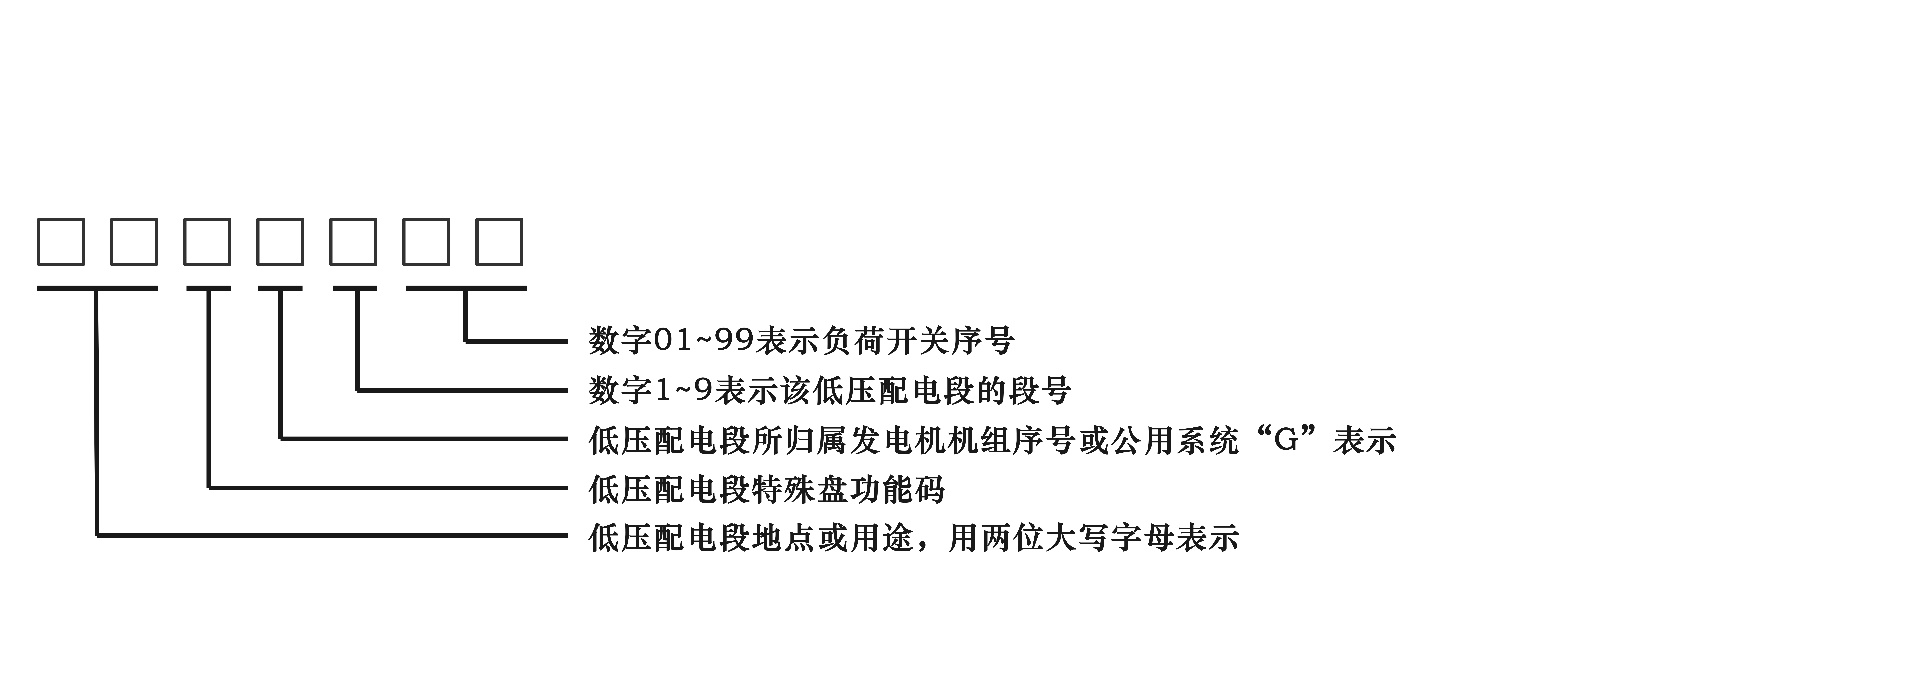 数字01~99表示负荷开关序号
数字1~9表示该低压配电段的段号
低压配电段所归属发电机机组序号或公用系统“G”表示
低压配电段特殊盘功能码
低压配电段地点或用途，用两位大写字母表示